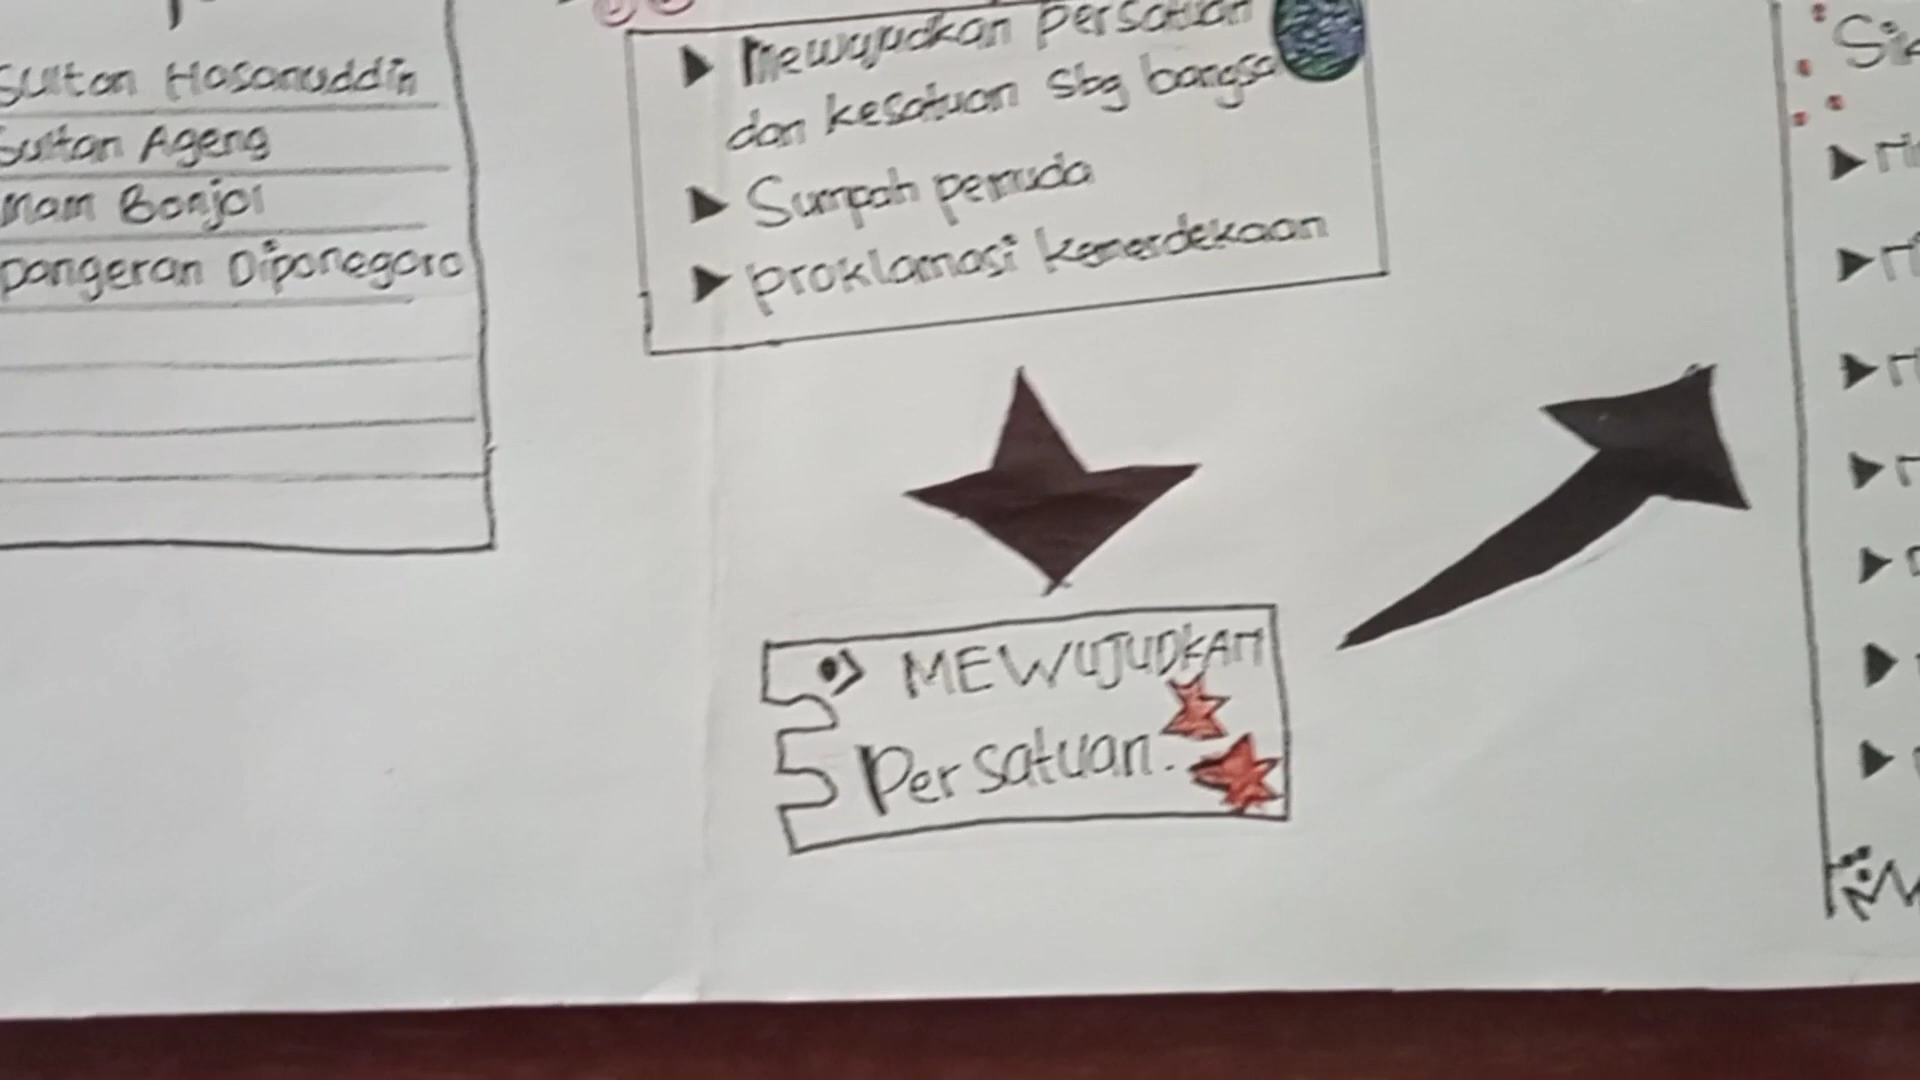 Sultan Hasanuddin
Sultan Ageng
Imam Bonjol
pangeran Diponegoro
Mewujudkan persatuan
dan kesatuan sbg bangsa
Sumpah pemuda
proklamasi kemerdekaan
MEWUJUDKAN
Persatuan.